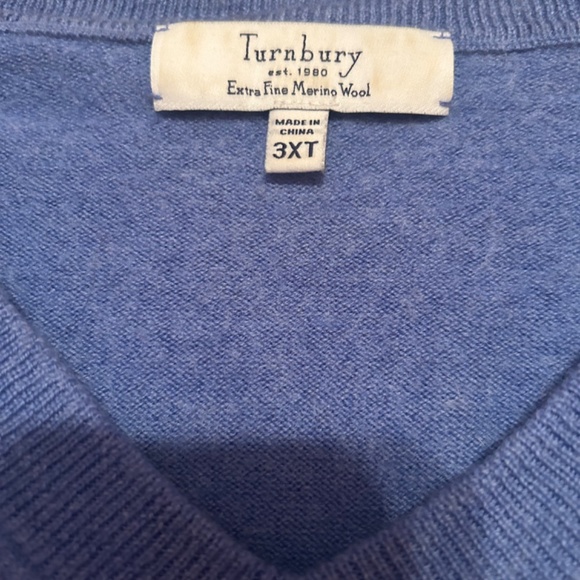 Turnbury
est. 1980
Extra Fine Merino Wool
MADE IN
CHINA
3XT